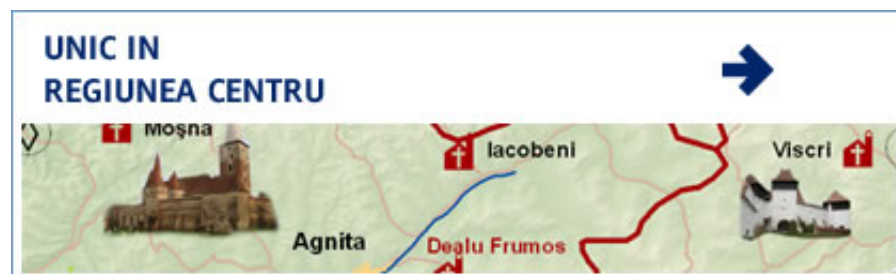 UNIC IN
REGIUNEA CENTRU
Moşna
Iacobeni
Viscri
Agnita
Dealu Frumos